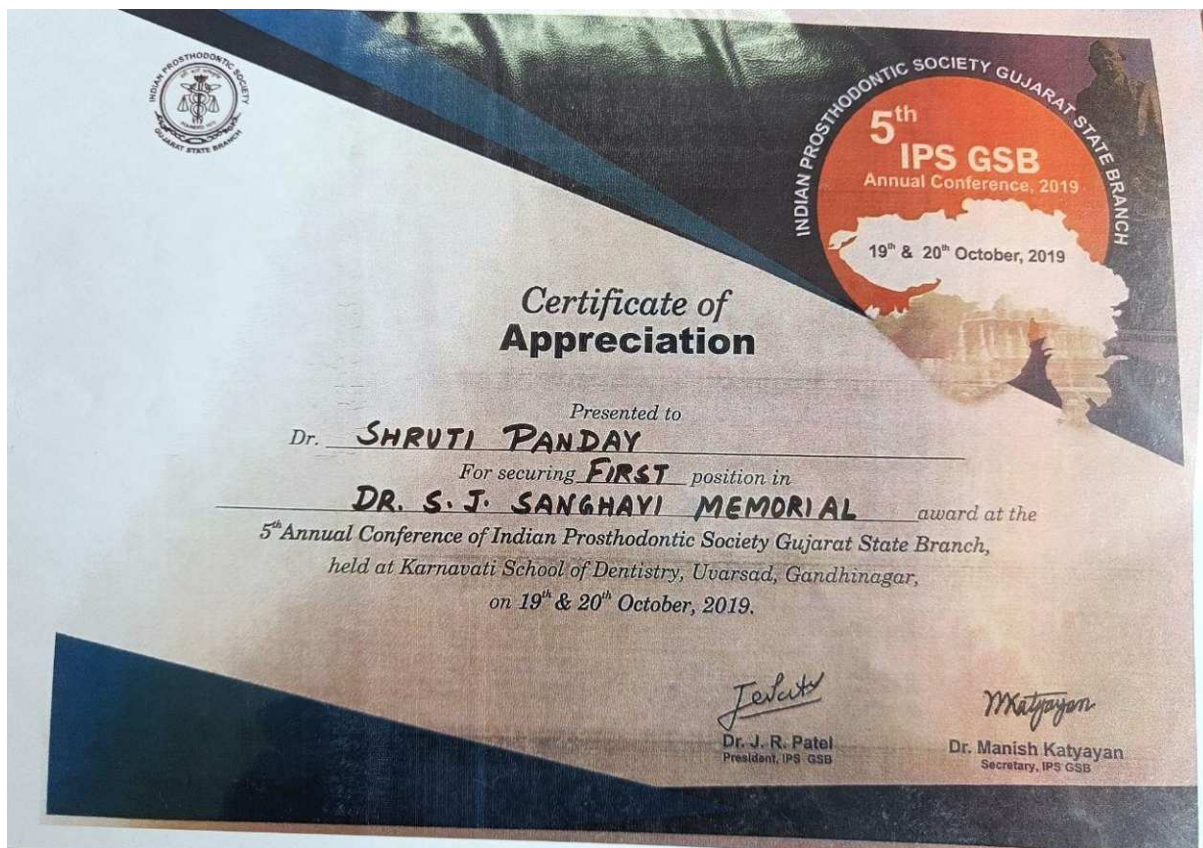 INDIAN PROSTHODONTIC SOCIETY
GUJARAT STATE BRANCH
INDIAN PROSTHODONTIC SOCIETY GUJARAT STATE BRANCH
5th
IPS GSB
Annual Conference, 2019
19th & 20th October, 2019
Certificate of
Appreciation
Presented to
Dr. SHRUTI PANDAY
For securing FIRST position in
DR. S. J. SANGHAVI MEMORIAL award at the
5th Annual Conference of Indian Prosthodontic Society Gujarat State Branch,
held at Karnavati School of Dentistry, Uvarsad, Gandhinagar,
on 19th & 20th October, 2019.
Dr. J. R. Patel
President, IPS GSB
Dr. Manish Katyayan
Secretary, IPS GSB